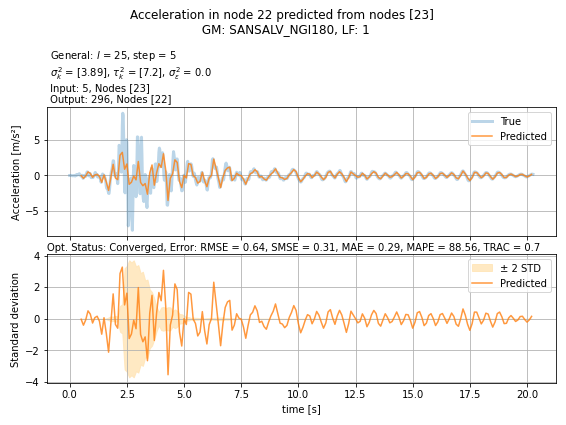 Acceleration in node 22 predicted from nodes [23]
GM: SANSALV_NGI180, LF: 1
General: l = 25, step = 5
σ²ₖ = [3.89], τ²ₖ = [7.2], σ²ε = 0.0
Input: 5, Nodes [23]
Output: 296, Nodes [22]
Acceleration [m/s²]
5
0
−5
True
Predicted
Opt. Status: Converged, Error: RMSE = 0.64, SMSE = 0.31, MAE = 0.29, MAPE = 88.56, TRAC = 0.7
Standard deviation
4
2
0
−2
−4
± 2 STD
Predicted
0.0 2.5 5.0 7.5 10.0 12.5 15.0 17.5 20.0
time [s]